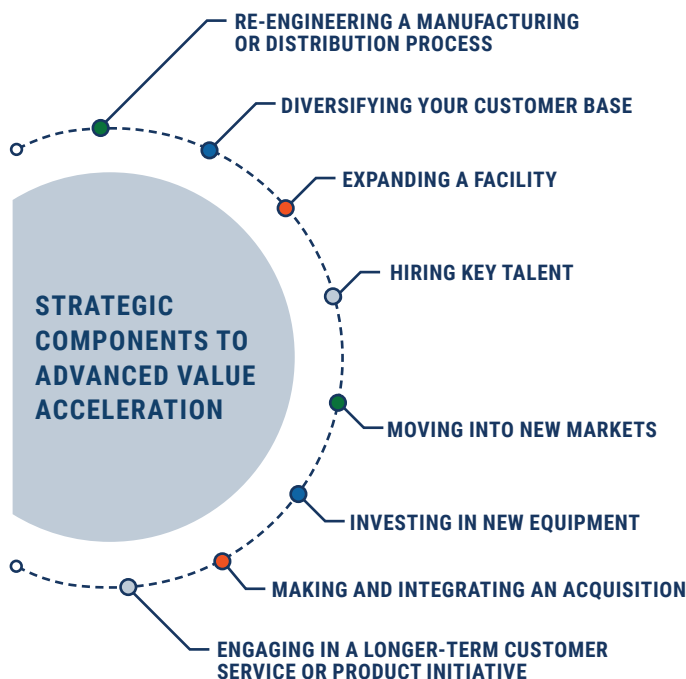 RE-ENGINEERING A MANUFACTURING
OR DISTRIBUTION PROCESS
DIVERSIFYING YOUR CUSTOMER BASE
EXPANDING A FACILITY
HIRING KEY TALENT
STRATEGIC
COMPONENTS TO
ADVANCED VALUE
ACCELERATION
MOVING INTO NEW MARKETS
INVESTING IN NEW EQUIPMENT
MAKING AND INTEGRATING AN ACQUISITION
ENGAGING IN A LONGER-TERM CUSTOMER
SERVICE OR PRODUCT INITIATIVE